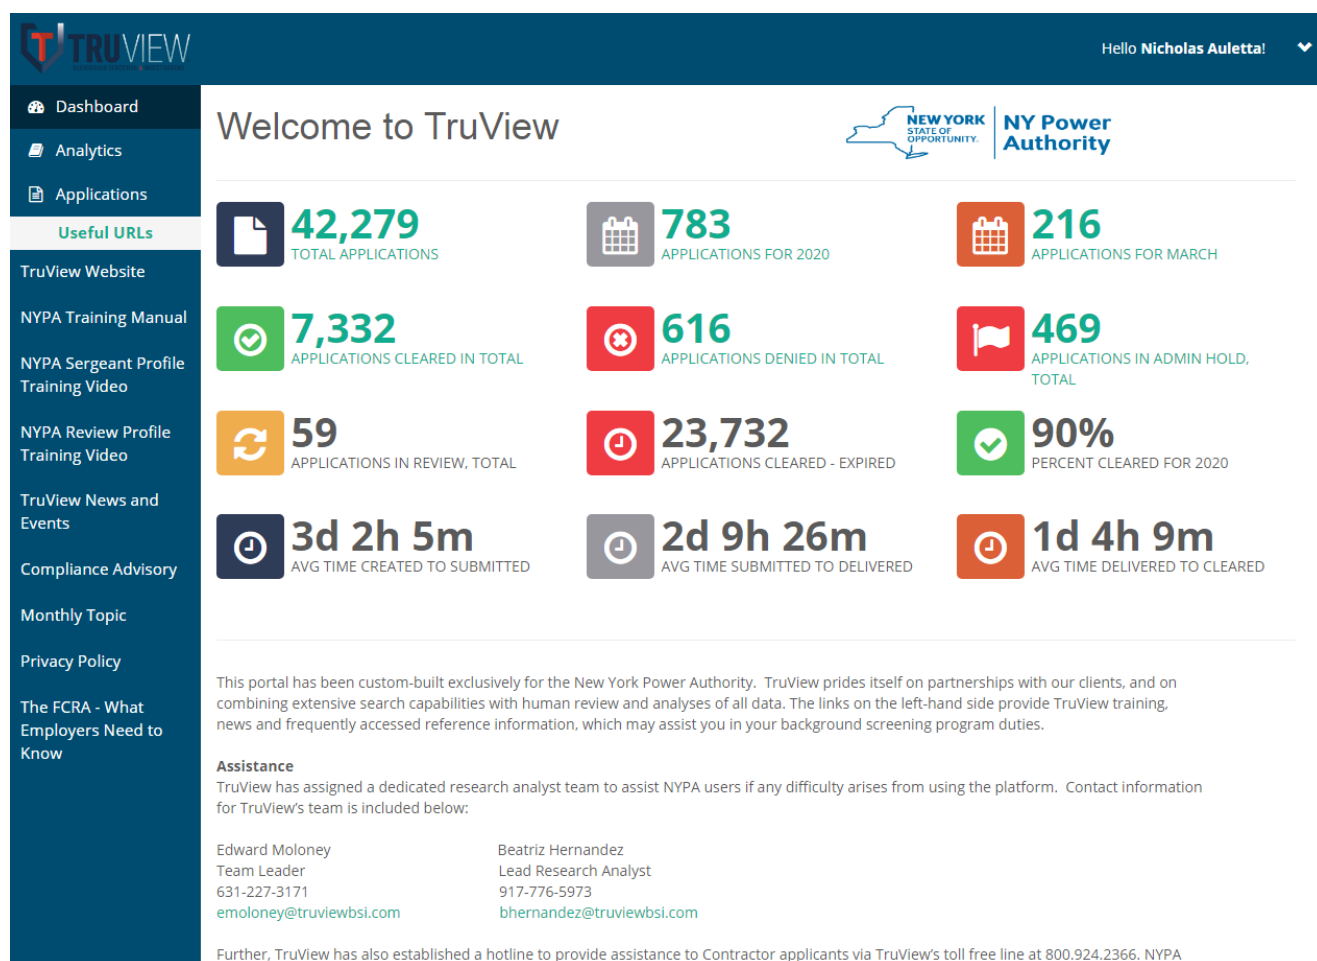 TRUVIEW
Hello Nicholas Auletta!
Dashboard
Analytics
Applications
Useful URLs
TruView Website
NYPA Training Manual
NYPA Sergeant Profile
Training Video
NYPA Review Profile
Training Video
TruView News and
Events
Compliance Advisory
Monthly Topic
Privacy Policy
The FCRA - What
Employers Need to
Know
Welcome to TruView
NEW YORK
STATE OF
OPPORTUNITY.
NY Power
Authority
42,279
TOTAL APPLICATIONS
783
APPLICATIONS FOR 2020
216
APPLICATIONS FOR MARCH
7,332
APPLICATIONS CLEARED IN TOTAL
616
APPLICATIONS DENIED IN TOTAL
469
APPLICATIONS IN ADMIN HOLD,
TOTAL
59
APPLICATIONS IN REVIEW, TOTAL
23,732
APPLICATIONS CLEARED - EXPIRED
90%
PERCENT CLEARED FOR 2020
3d 2h 5m
AVG TIME CREATED TO SUBMITTED
2d 9h 26m
AVG TIME SUBMITTED TO DELIVERED
1d 4h 9m
AVG TIME DELIVERED TO CLEARED
This portal has been custom-built exclusively for the New York Power Authority. TruView prides itself on partnerships with our clients, and on
combining extensive search capabilities with human review and analyses of all data. The links on the left-hand side provide TruView training,
news and frequently accessed reference information, which may assist you in your background screening program duties.
Assistance
TruView has assigned a dedicated research analyst team to assist NYPA users if any difficulty arises from using the platform. Contact information
for TruView's team is included below:
Edward Moloney
Team Leader
631-227-3171
emoloney@truviewbsi.com
Beatriz Hernandez
Lead Research Analyst
917-776-5973
bhernandez@truviewbsi.com
Further, TruView has also established a hotline to provide assistance to Contractor applicants via TruView's toll free line at 800.924.2366. NYPA